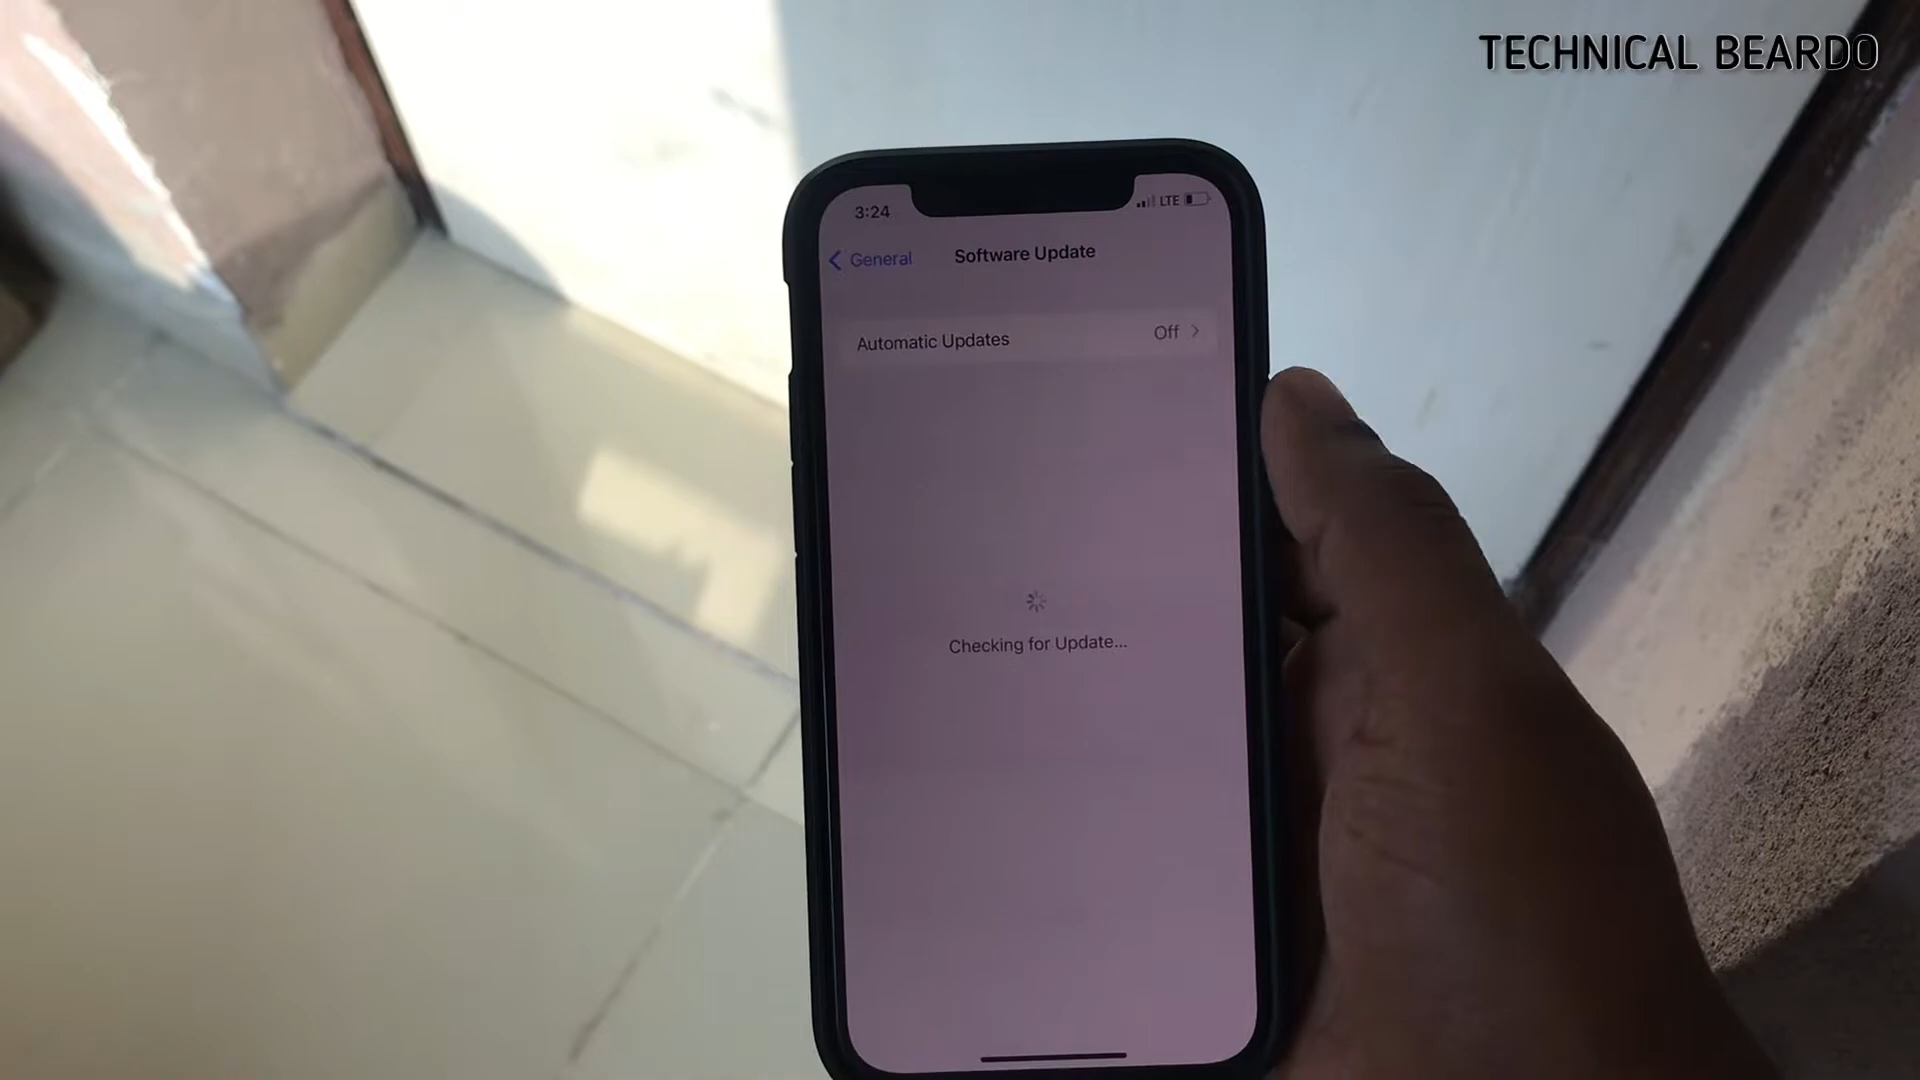 TECHNICAL BEARDO
3:24
LTE
General
Software Update
Automatic Updates
Off
Checking for Update...